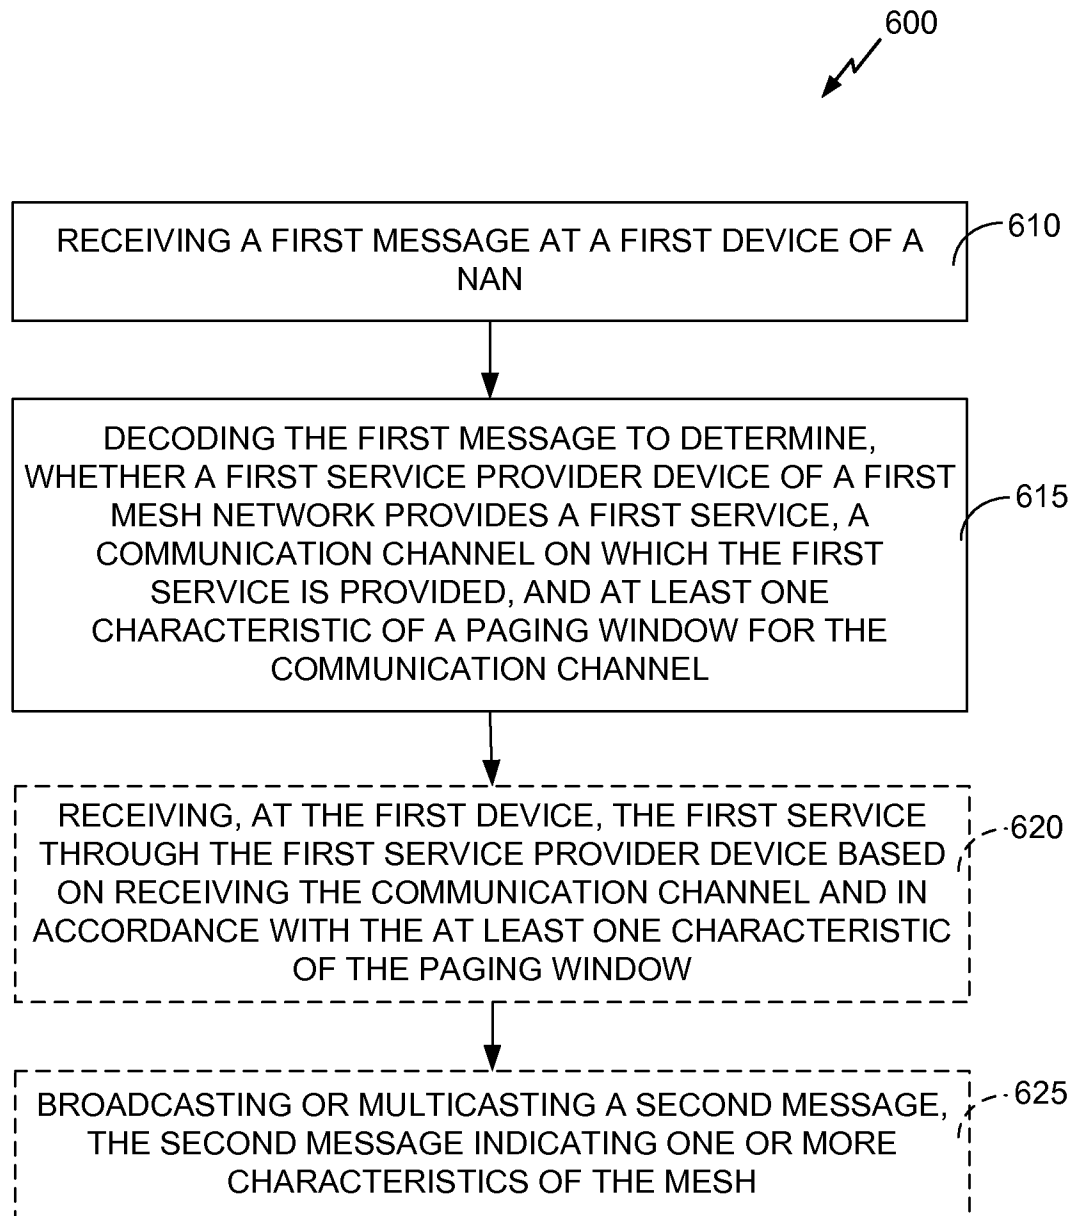 600
RECEIVING A FIRST MESSAGE AT A FIRST DEVICE OF A
NAN
610
DECODING THE FIRST MESSAGE TO DETERMINE,
WHETHER A FIRST SERVICE PROVIDER DEVICE OF A FIRST
MESH NETWORK PROVIDES A FIRST SERVICE, A
COMMUNICATION CHANNEL ON WHICH THE FIRST
SERVICE IS PROVIDED, AND AT LEAST ONE
CHARACTERISTIC OF A PAGING WINDOW FOR THE
COMMUNICATION CHANNEL
615
RECEIVING, AT THE FIRST DEVICE, THE FIRST SERVICE
THROUGH THE FIRST SERVICE PROVIDER DEVICE BASED
ON RECEIVING THE COMMUNICATION CHANNEL AND IN
ACCORDANCE WITH THE AT LEAST ONE CHARACTERISTIC
OF THE PAGING WINDOW
620
BROADCASTING OR MULTICASTING A SECOND MESSAGE,
THE SECOND MESSAGE INDICATING ONE OR MORE
CHARACTERISTICS OF THE MESH
625